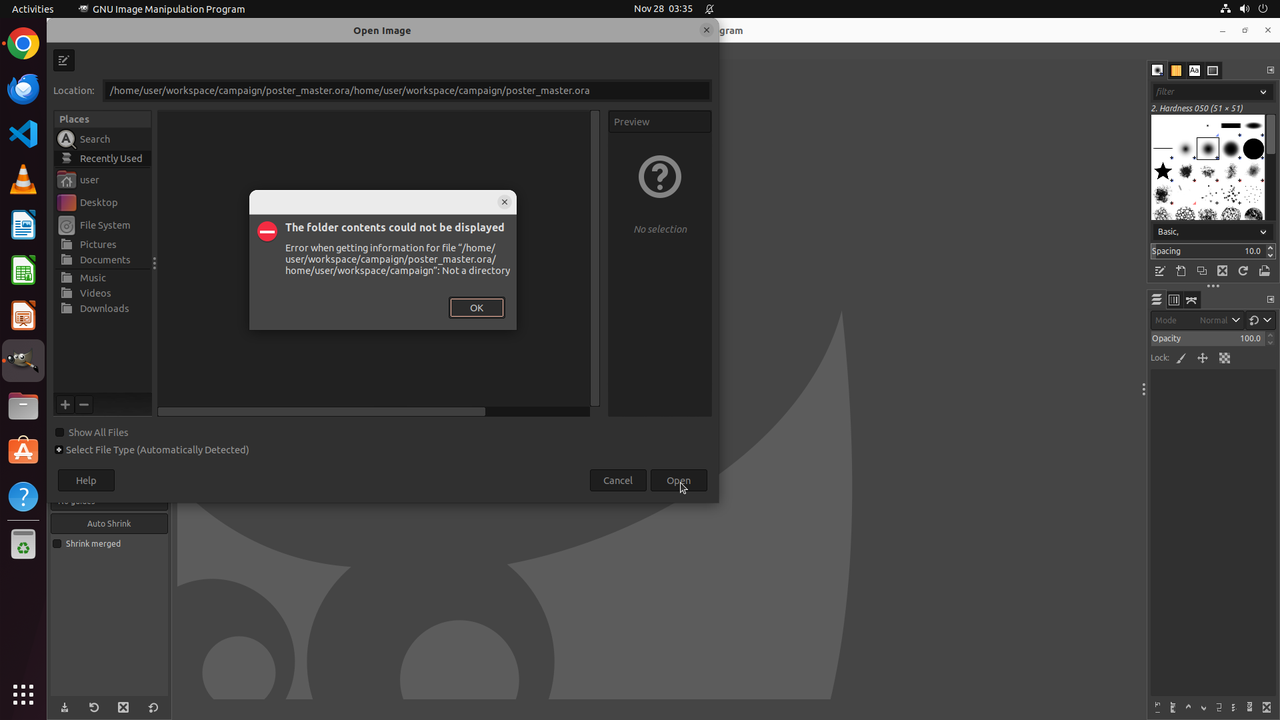 Activities
GNU Image Manipulation Program
Nov 28 03:35
Open Image
gram
Location:
/home/user/workspace/campaign/poster_master.ora/home/user/workspace/campaign/poster_master.ora
Places
Search
Recently Used
user
Desktop
File System
Pictures
Documents
Music
Videos
Downloads
Preview
No selection
The folder contents could not be displayed
Error when getting information for file “/home/
user/workspace/campaign/poster_master.ora/
home/user/workspace/campaign”: Not a directory
OK
Show All Files
Select File Type (Automatically Detected)
Help
Cancel
Open
Auto Shrink
Shrink merged
Aa
filter
2. Hardness 050 (51 × 51)
Basic,
Spacing
10.0
Mode
Normal
Opacity
100.0
Lock: